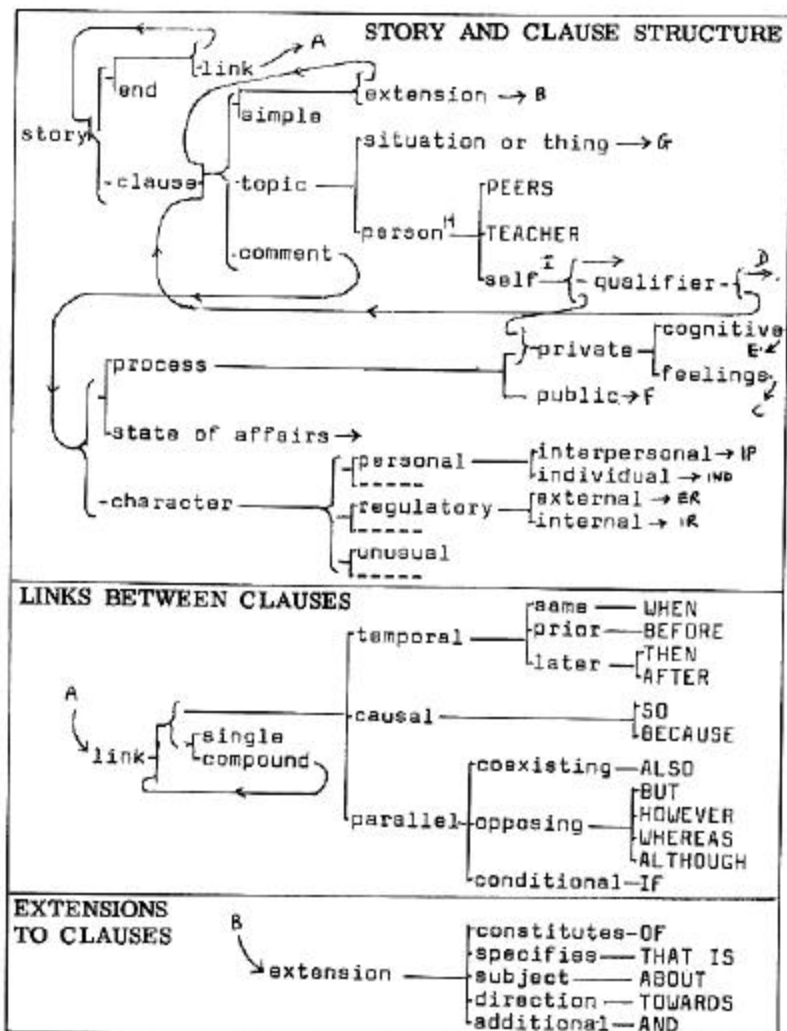 STORY AND CLAUSE STRUCTURE
link A
end
extension → B
simple
story
situation or thing → G
clause topic
PEERS
person H TEACHER
comment
self I qualifier D
cognitive
private E
process feelings
public → F C
state of affairs →
personal interpersonal → IP
individual → IND
character regulatory external → ER
internal → IR
unusual
LINKS BETWEEN CLAUSES
same WHEN
temporal prior BEFORE
later THEN
AFTER
A
SO
causal
single BECAUSE
link compound
coexisting ALSO
BUT
parallel opposing HOWEVER
WHEREAS
ALTHOUGH
conditional IF
EXTENSIONS
TO CLAUSES
B
constitutes OF
specifies THAT IS
extension subject ABOUT
direction TOWARDS
additional AND